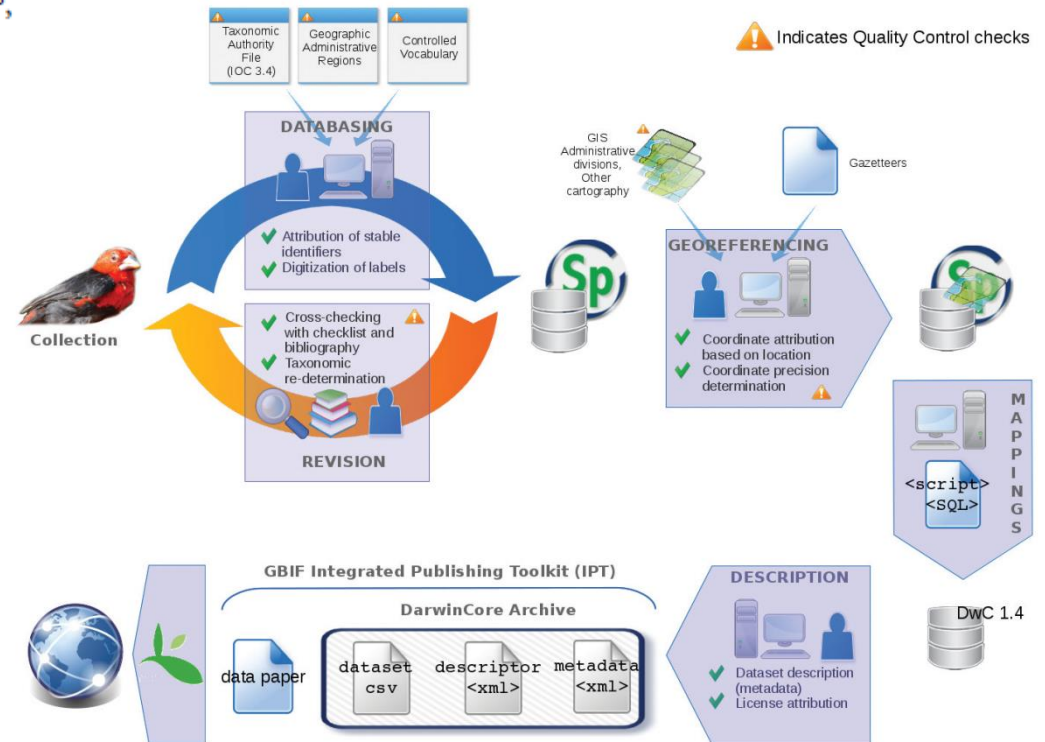 Taxonomic
Authority
File
(IOC 3.4)
Geographic
Administrative
Regions
Controlled
Vocabulary
Indicates Quality Control checks
DATABASING
Attribution of stable
identifiers
Digitization of labels
Collection
Cross-checking
with checklist and
bibliography
Taxonomic
re-determination
REVISION
Sp
GIS
Administrative
divisions,
Other
cartography
Gazetteers
GEOREFERENCING
Coordinate attribution
based on location
Coordinate precision
determination
Sp
MAPPINGS
<script>
<SQL>
DwC 1.4
DESCRIPTION
Dataset description
(metadata)
License attribution
GBIF Integrated Publishing Toolkit (IPT)
DarwinCore Archive
data paper
dataset
csv
descriptor
<xml>
metadata
<xml>